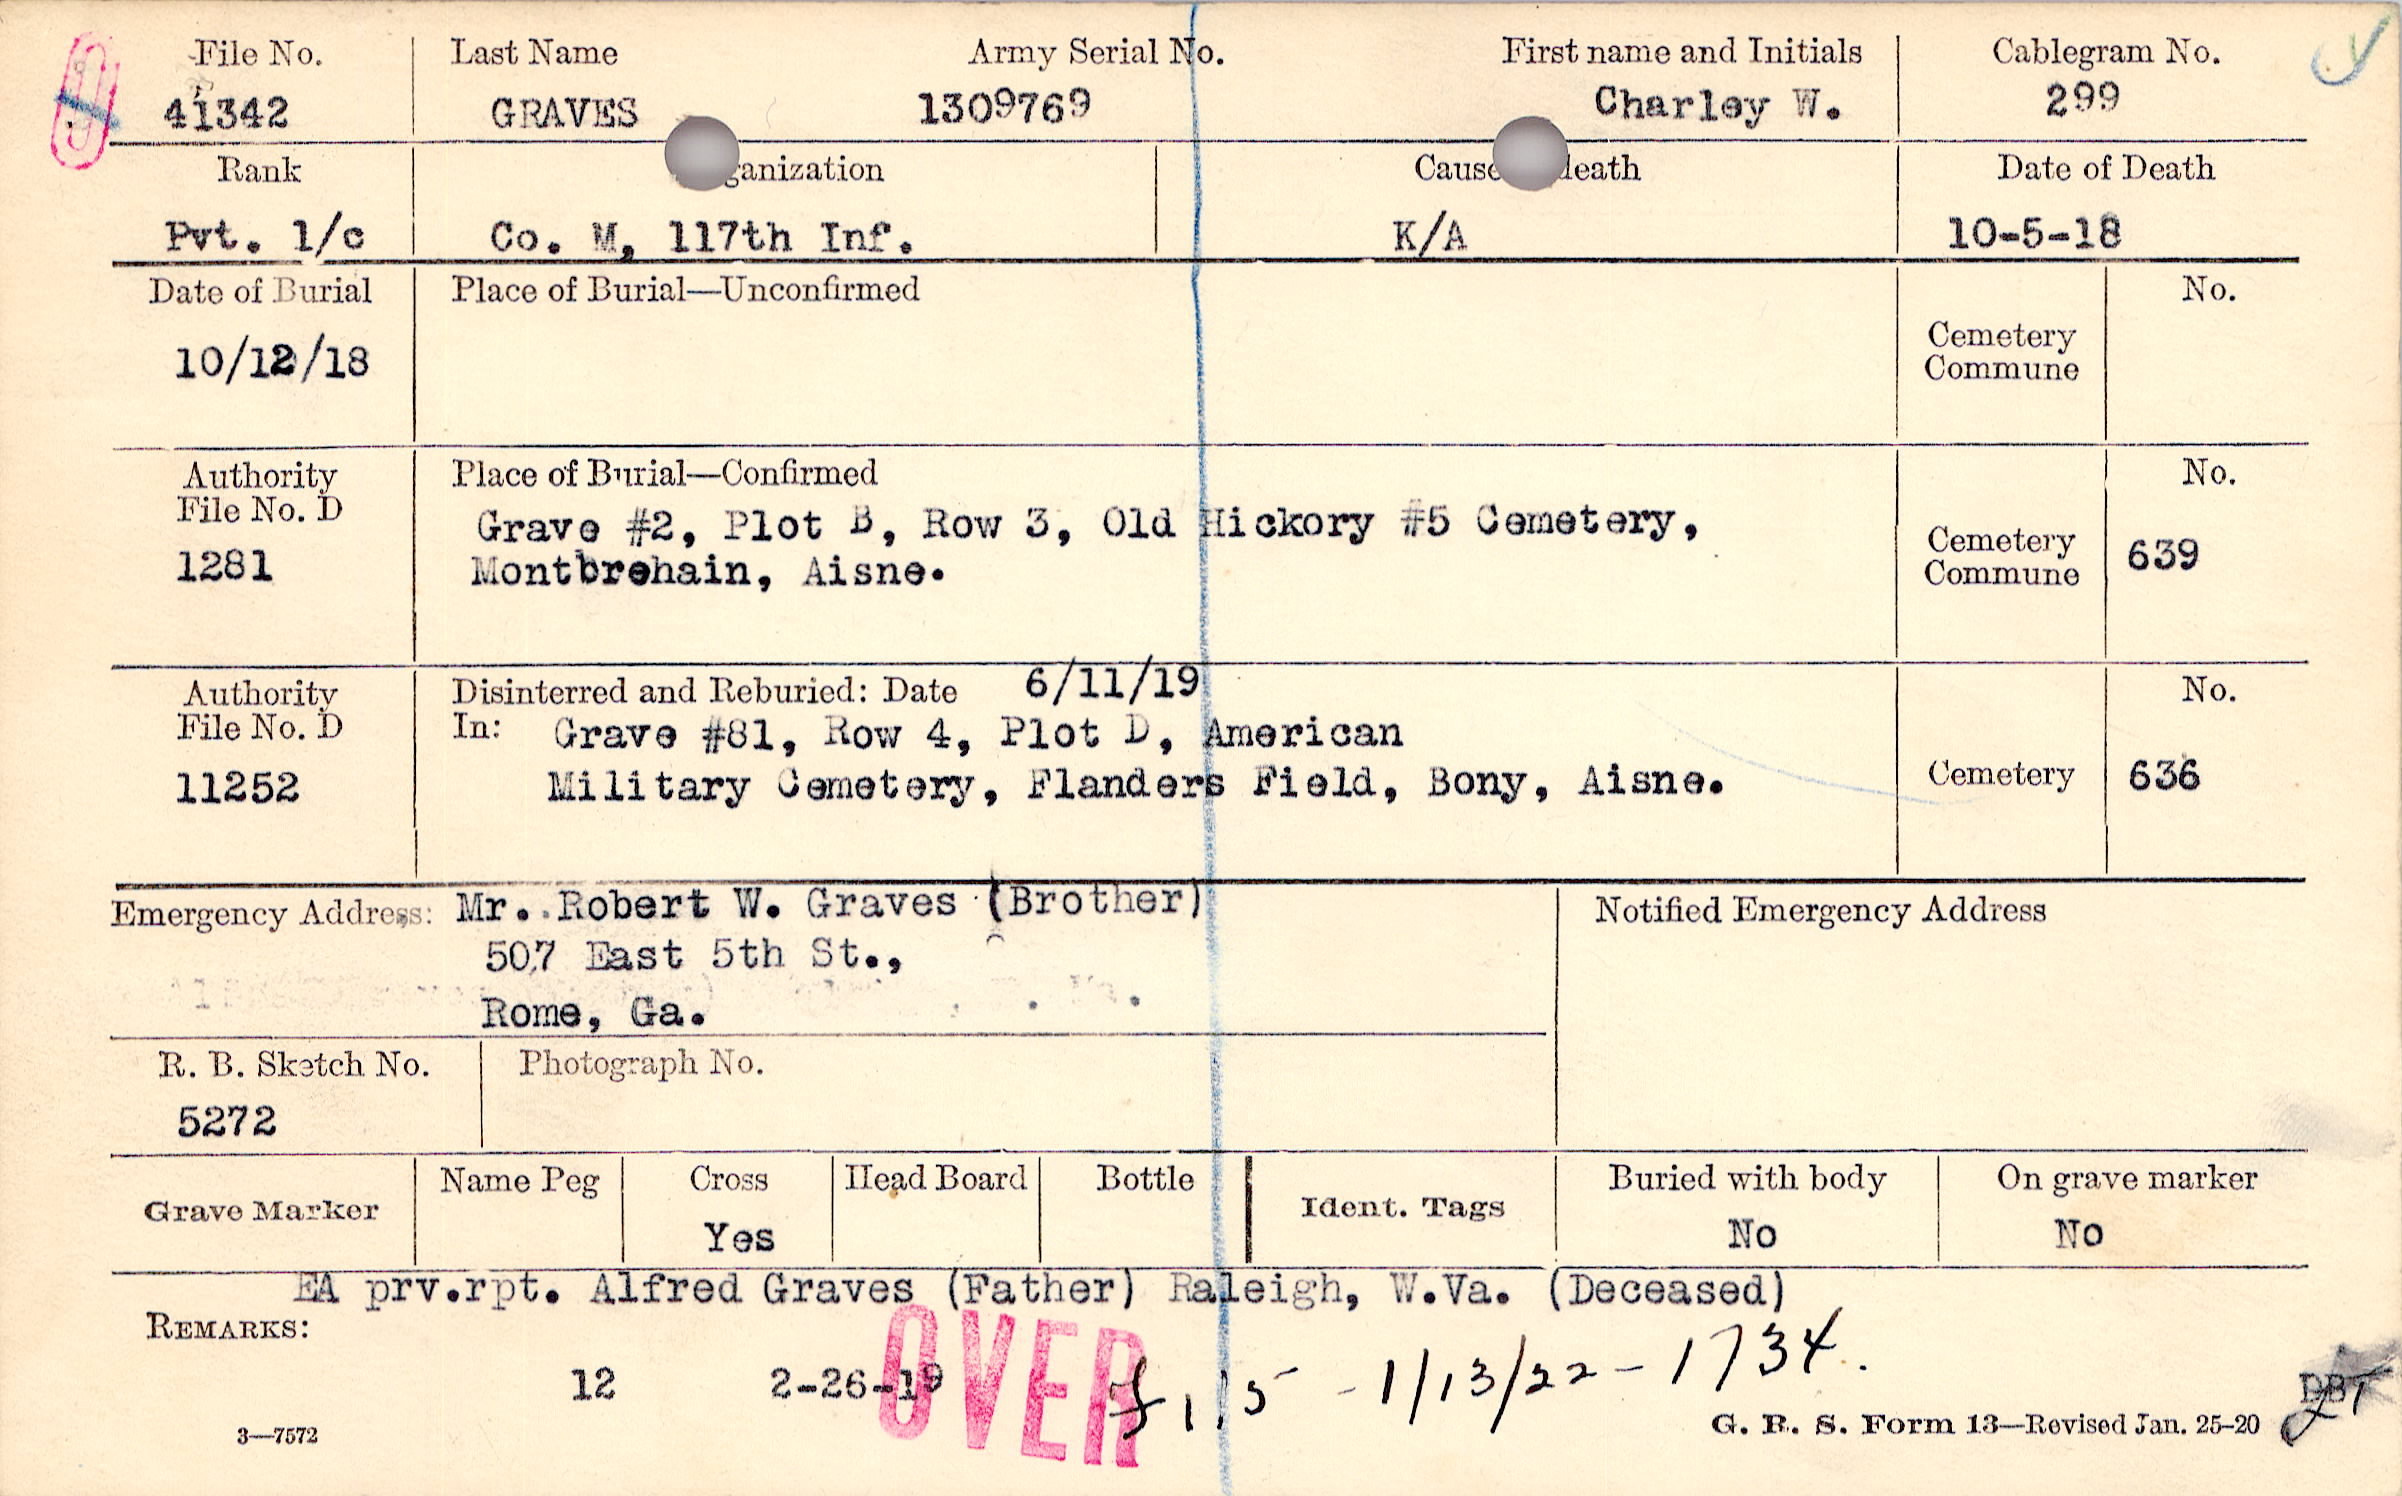 File No. Last Name Army Serial No. First name and Initials Cablegram No.
41342 GRAVES 1309769 Charley W. 299
Rank ganization Cause death Date of Death
Pvt. 1/c Co. M, 117th Inf. K/A 10-5-18
Date of Burial Place of Burial—Unconfirmed No.
10/12/18 Cemetery
Commune
Authority Place of Burial—Confirmed No.
File No. D Grave #2, Plot B, Row 3, Old Hickory #5 Cemetery,
1281 Montbrehain, Aisne. Cemetery
Commune 639
Authority Disinterred and Reburied: Date 6/11/19 No.
File No. D In: Grave #81, Row 4, Plot D, American
11252 Military Cemetery, Flanders Field, Bony, Aisne. Cemetery 636
Emergency Address: Mr. Robert W. Graves (Brother) Notified Emergency Address
507 East 5th St.,
Rome, Ga.
R. B. Sketch No. Photograph No.
5272
Grave Marker Name Peg Cross Head Board Bottle Ident. Tags Buried with body On grave marker
Yes No No
EA prv.rpt. Alfred Graves (Father) Raleigh, W.Va. (Deceased)
REMARKS:
12 2-26-19 OVER 115 - 1/13/22 - 1734.
3—7572 G. R. S. Form 13—Revised Jan. 25-20